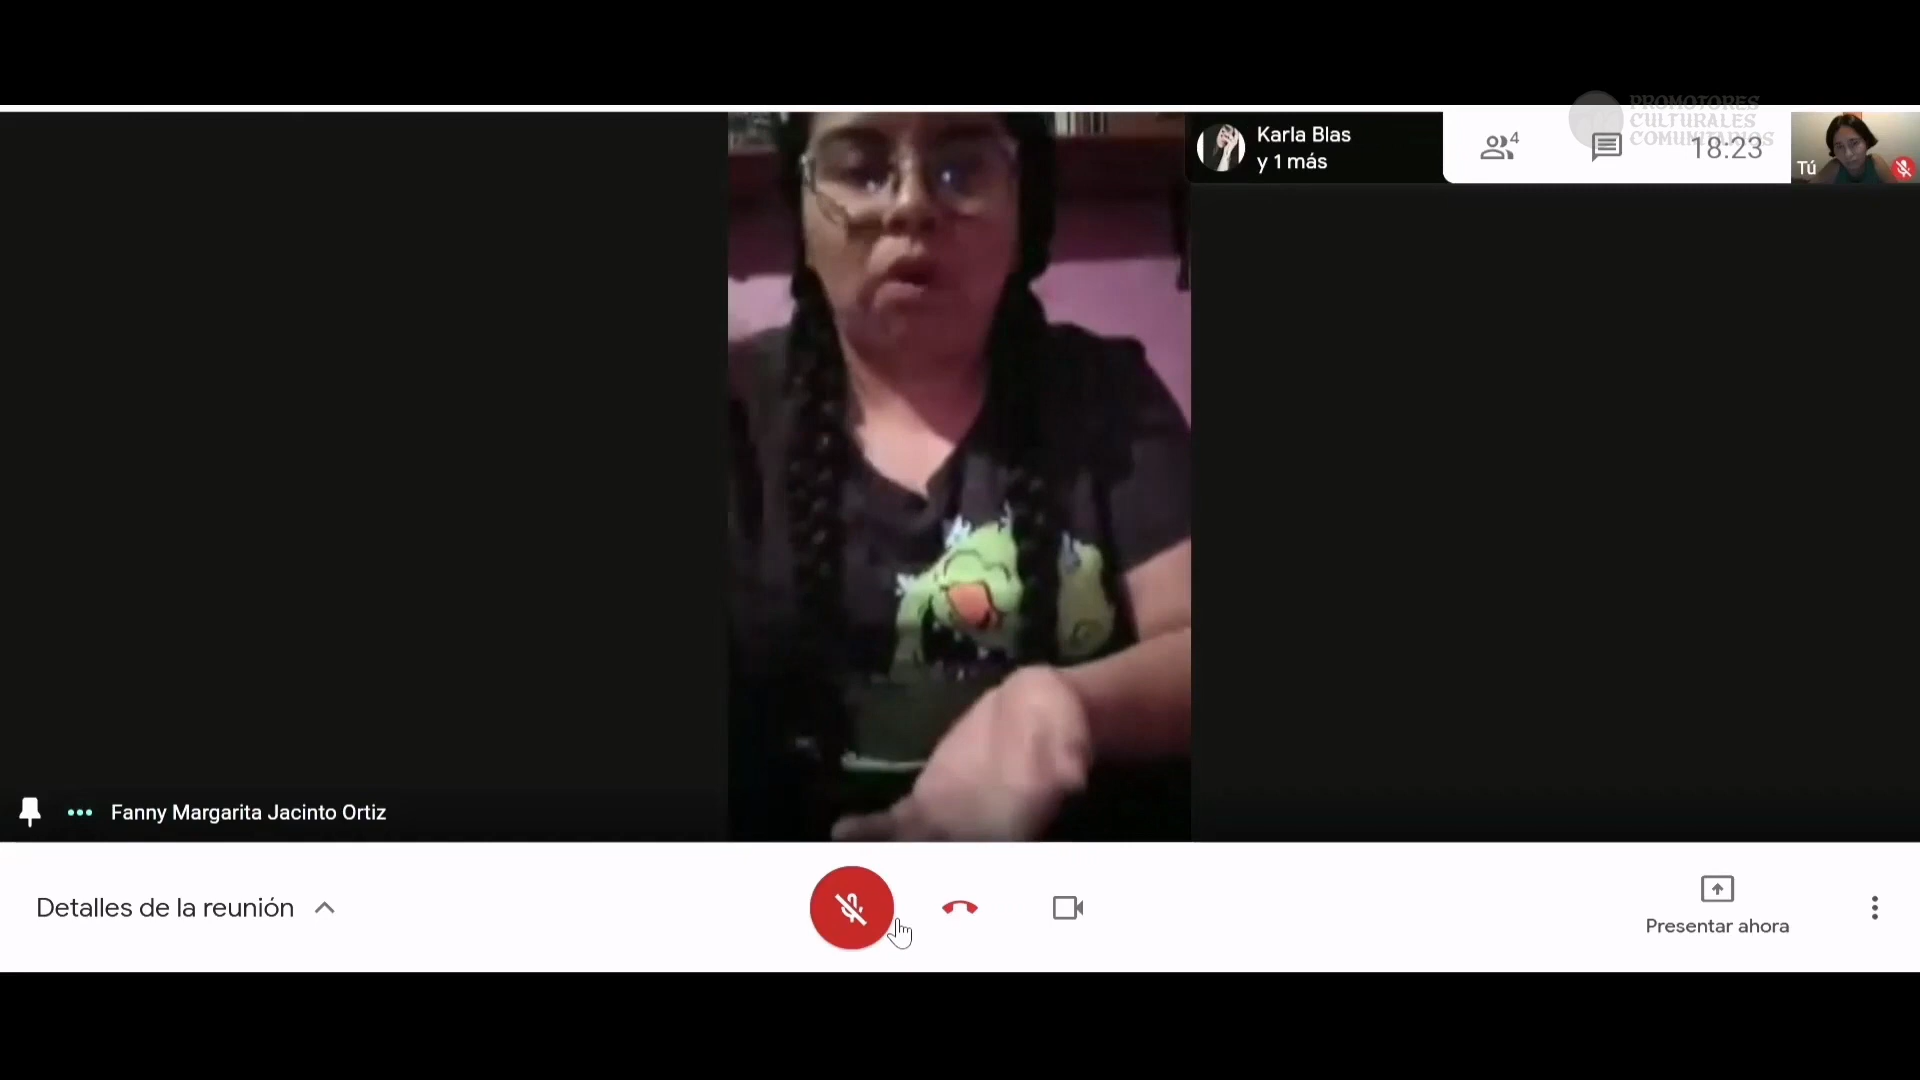 PROMOTORES
CULTURALES
COMUNITARIOS
Karla Blas
y 1 más
4
18:23
Tú
Fanny Margarita Jacinto Ortiz
Detalles de la reunión
Presentar ahora